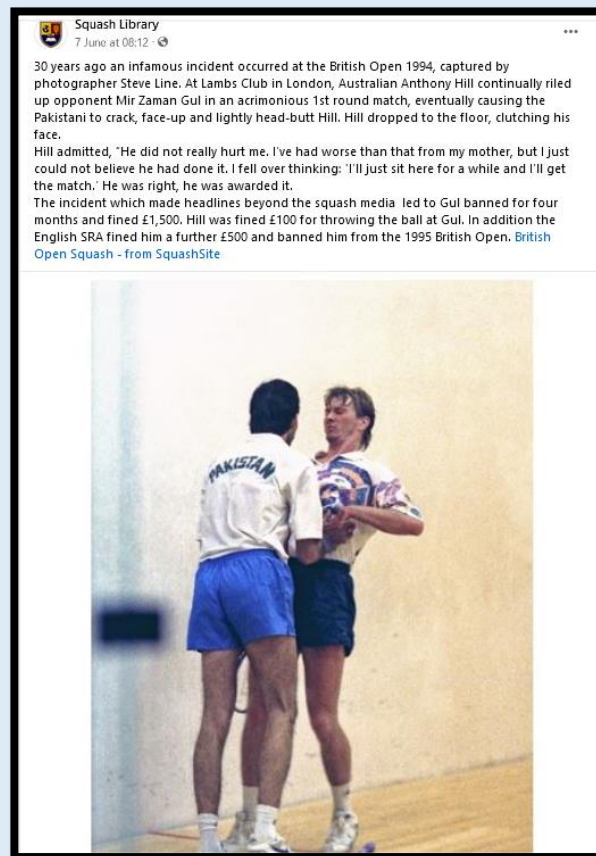 Squash Library
7 June at 08:12 ·
30 years ago an infamous incident occurred at the British Open 1994, captured by
photographer Steve Line. At Lambs Club in London, Australian Anthony Hill continually riled
up opponent Mir Zaman Gul in an acrimonious 1st round match, eventually causing the
Pakistani to crack, face-up and lightly head-butt Hill. Hill dropped to the floor, clutching his
face.
Hill admitted, "He did not really hurt me. I've had worse than that from my mother, but I just
could not believe he had done it. I fell over thinking: 'I'll just sit here for a while and I'll get
the match.' He was right, he was awarded it.
The incident which made headlines beyond the squash media led to Gul banned for four
months and fined £1,500. Hill was fined £100 for throwing the ball at Gul. In addition the
English SRA fined him a further £500 and banned him from the 1995 British Open. British
Open Squash - from SquashSite
PAKISTAN